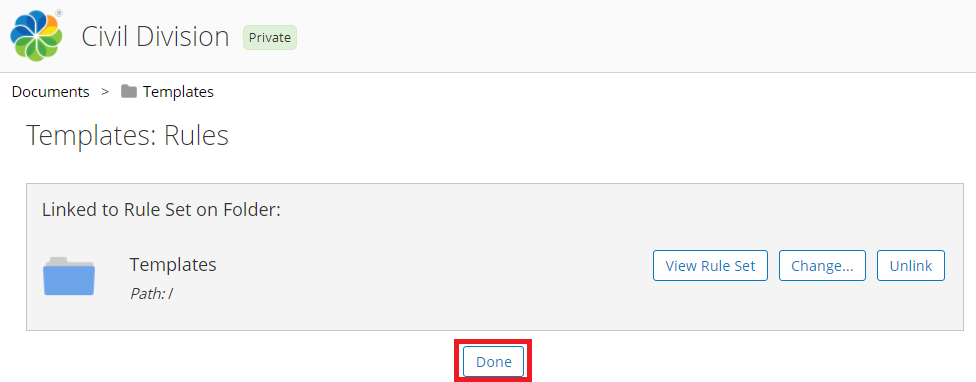 Civil Division Private
Documents > Templates
Templates: Rules
Linked to Rule Set on Folder:
Templates
Path: /
View Rule Set Change... Unlink
Done